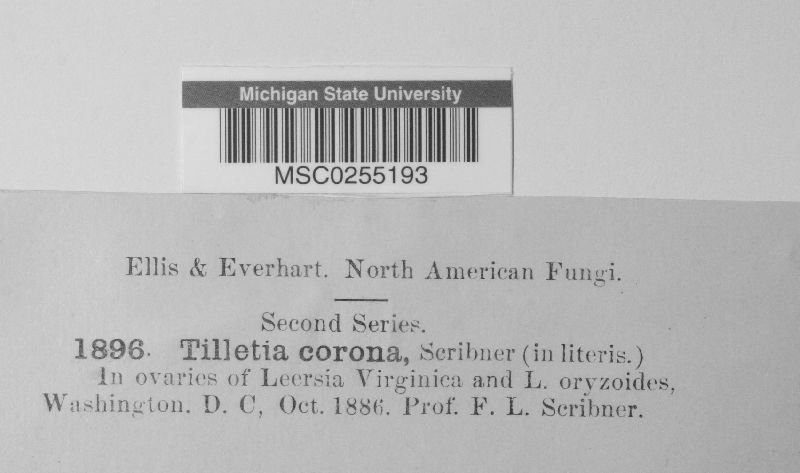 Michigan State University
MSC0255193
Ellis & Everhart. North American Fungi.
Second Series.
1896. Tilletia corona, Scribner (in literis.)
In ovaries of Leersia Virginica and L. oryzoides,
Washington. D. C, Oct. 1886. Prof. F. L. Scribner.